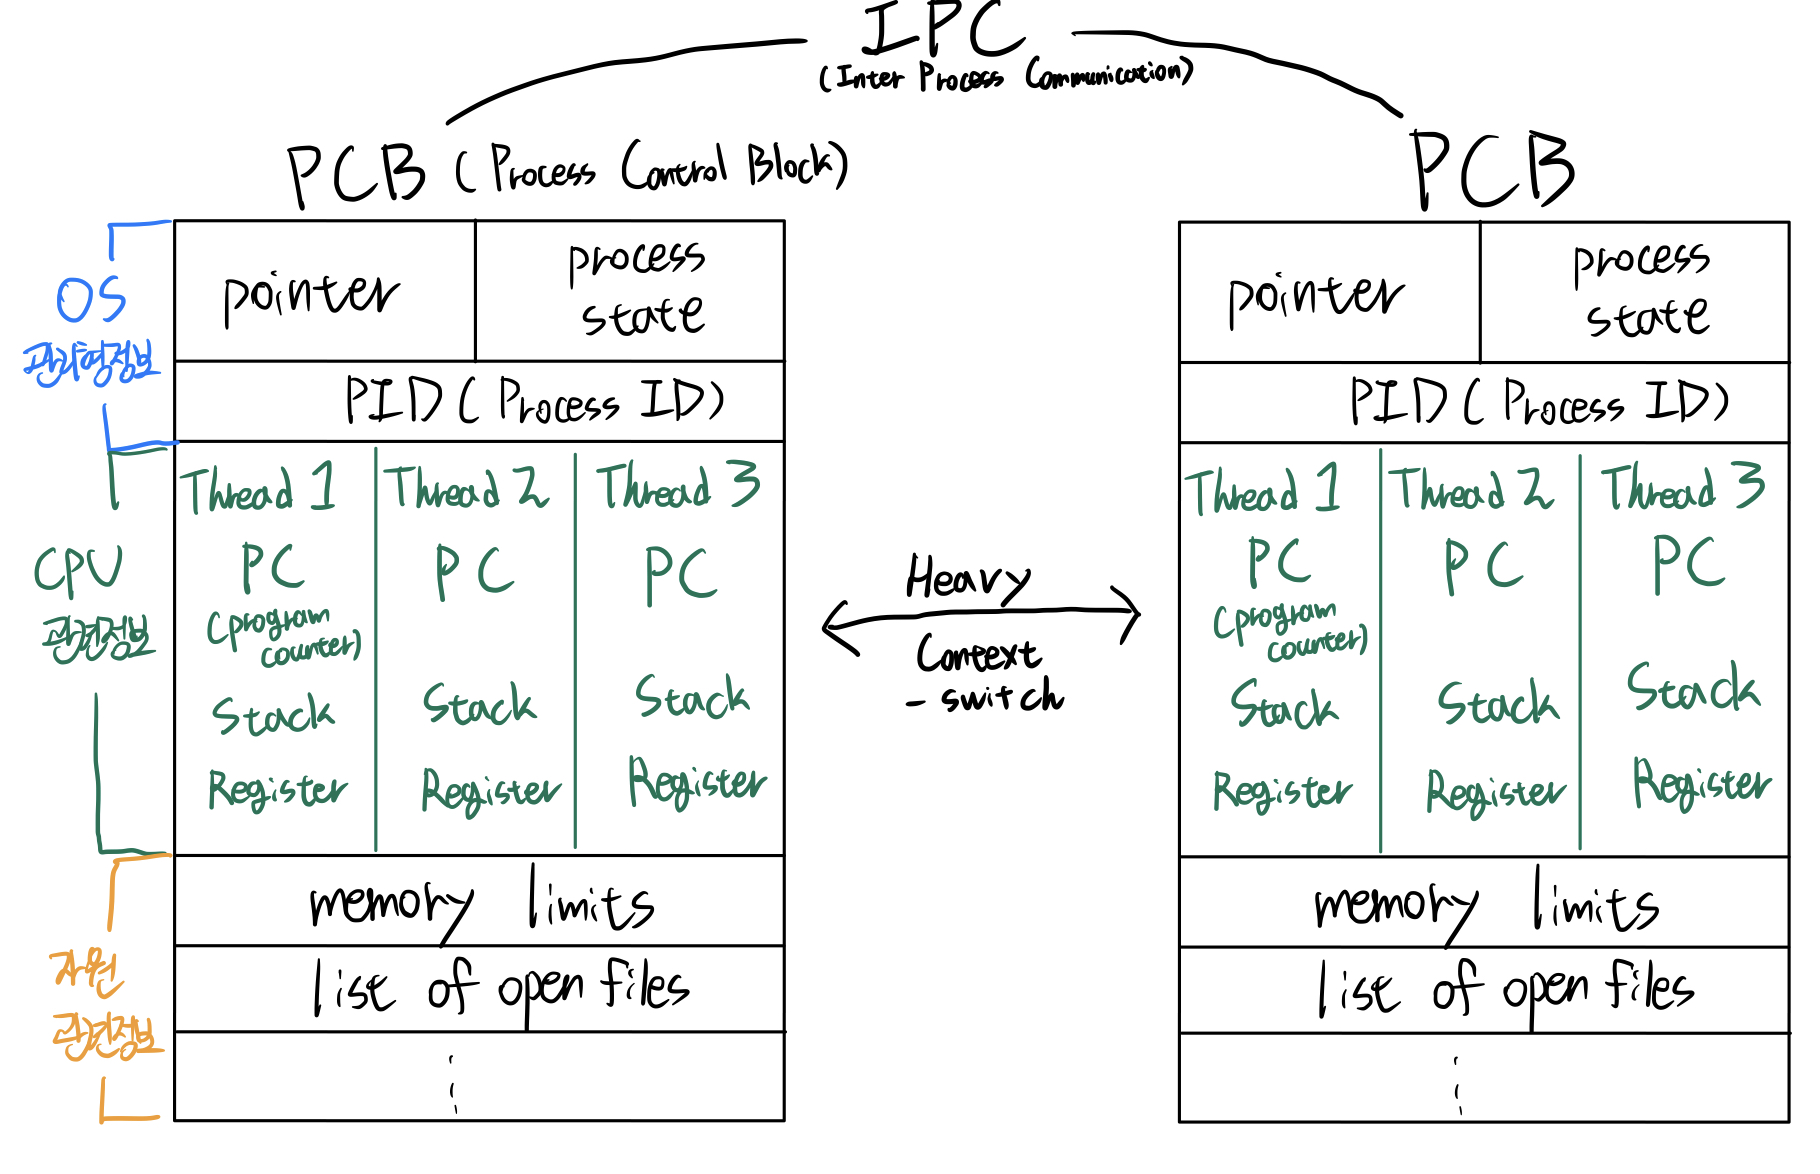 IPC
(Inter Process Communication)
PCB (Process Control Block)
PCB
OS
관리형정보
pointer
process
state
PID (Process ID)
CPU
관련정보
Thread 1
PC
(program
counter)
Stack
Register
Thread 2
PC
Stack
Register
Thread 3
PC
Stack
Register
자원
관련정보
memory limits
list of open files
Heavy
Context
- switch
pointer
process
state
PID (Process ID)
Thread 1
PC
(program
counter)
Stack
Register
Thread 2
PC
Stack
Register
Thread 3
PC
Stack
Register
memory limits
list of open files